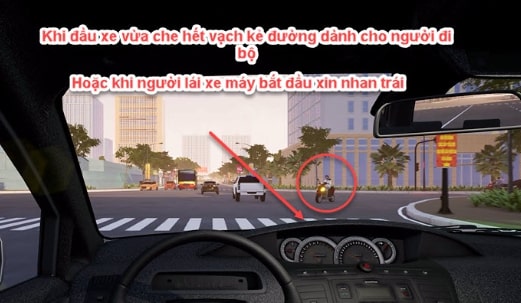 Khi đầu xe vừa che hết vạch kẻ đường dành cho người đi
bộ
Hoặc khi người lái xe máy bắt đầu xin nhan trái